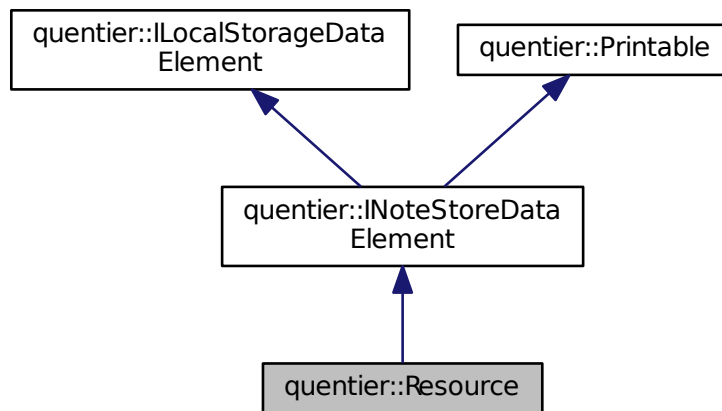 quentier::ILocalStorageData
Element
quentier::Printable
quentier::INoteStoreData
Element
quentier::Resource